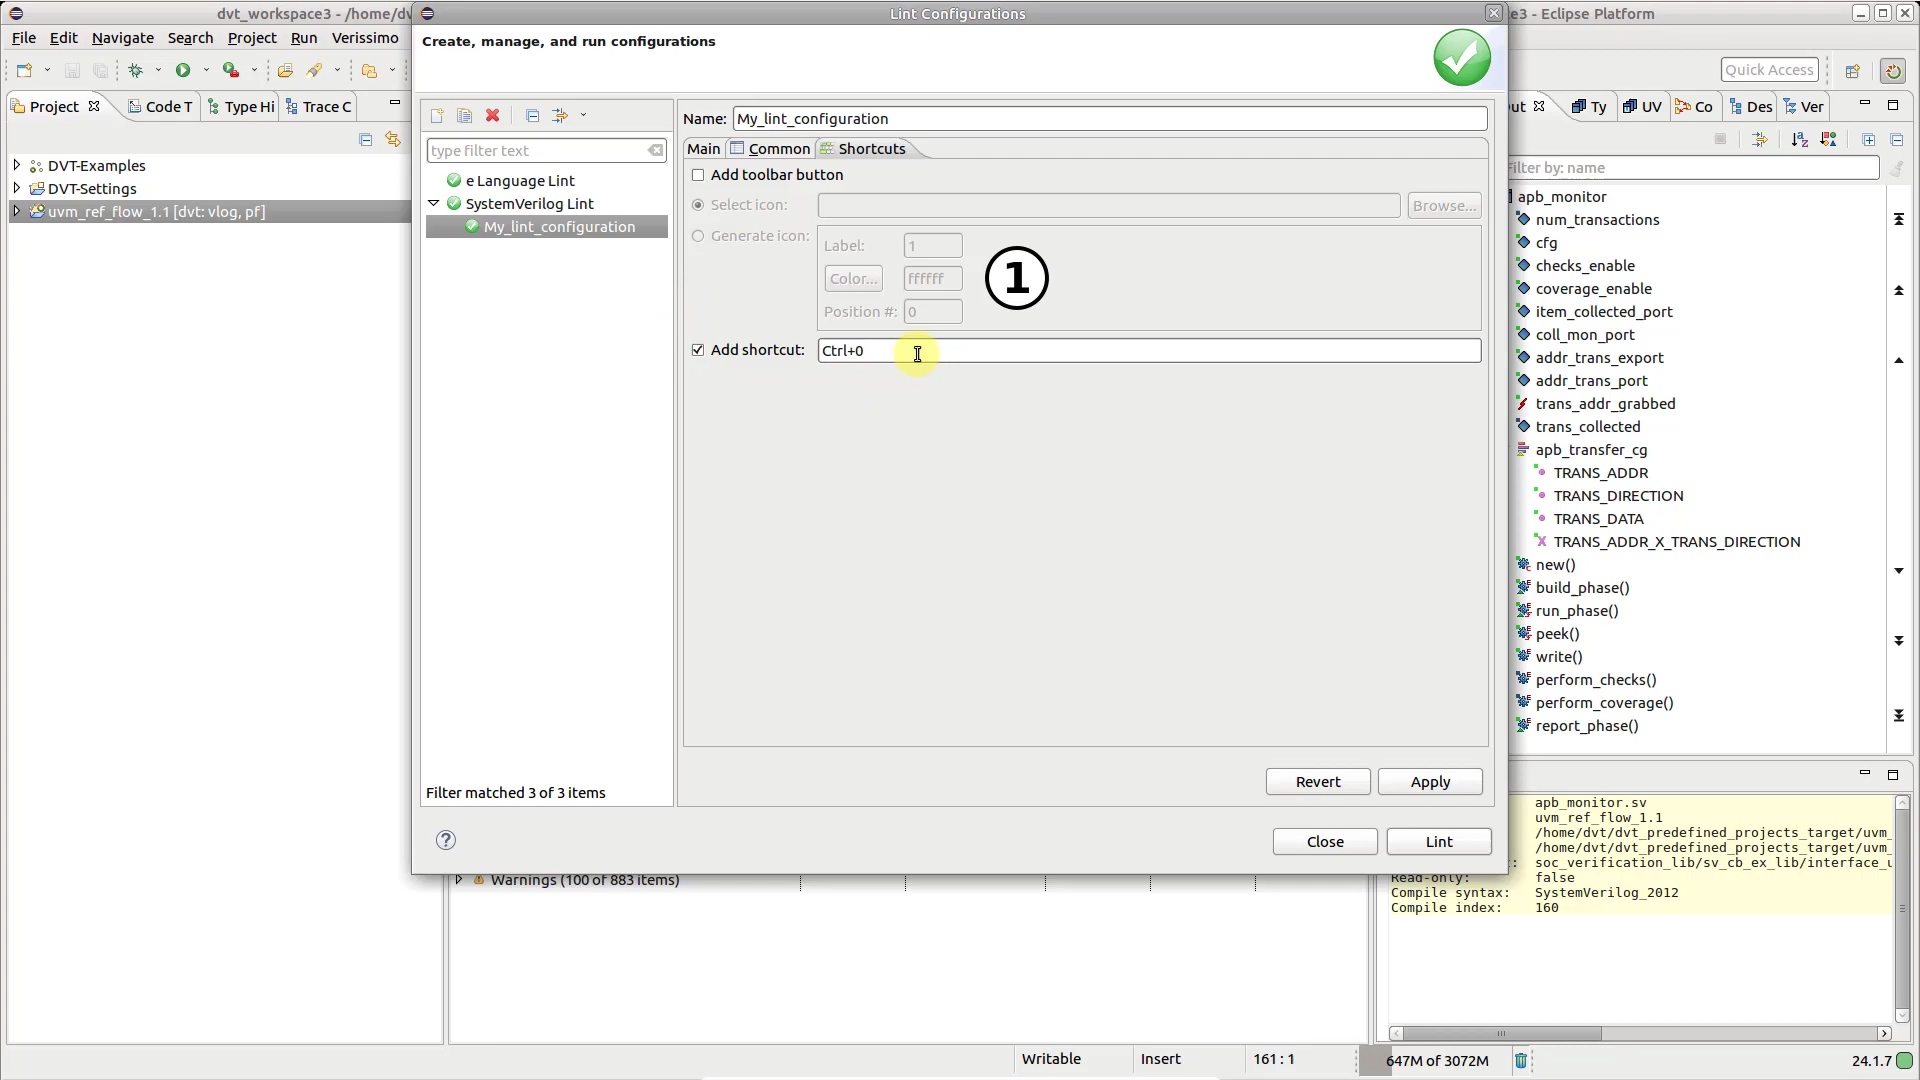 dvt_workspace3 - /home/dv
Lint Configurations
e3 - Eclipse Platform
File Edit Navigate Search Project Run Verissimo
Create, manage, and run configurations
Quick Access
Project
Code T
Type Hi
Trace C
ut
Ty
UV
Co
Des
Ver
DVT-Examples
DVT-Settings
uvm_ref_flow_1.1 [dvt: vlog, pf]
type filter text
e Language Lint
SystemVerilog Lint
My_lint_configuration
Filter matched 3 of 3 items
Name: My_lint_configuration
Main
Common
Shortcuts
Add toolbar button
Select icon:
Browse...
Generate icon:
Label: 1
Color... ffffff
Position #: 0
1
Add shortcut: Ctrl+0
Revert
Apply
Close
Lint
Filter by: name
apb_monitor
num_transactions
cfg
checks_enable
coverage_enable
item_collected_port
coll_mon_port
addr_trans_export
addr_trans_port
trans_addr_grabbed
trans_collected
apb_transfer_cg
TRANS_ADDR
TRANS_DIRECTION
TRANS_DATA
TRANS_ADDR_X_TRANS_DIRECTION
new()
build_phase()
run_phase()
peek()
write()
perform_checks()
perform_coverage()
report_phase()
Warnings (100 of 883 items)
apb_monitor.sv
uvm_ref_flow_1.1
/home/dvt/dvt_predefined_projects_target/uvm_
/home/dvt/dvt_predefined_projects_target/uvm_
: soc_verification_lib/sv_cb_ex_lib/interface_u
Read-only: false
Compile syntax: SystemVerilog_2012
Compile index: 160
Writable
Insert
161 : 1
647M of 3072M
24.1.7